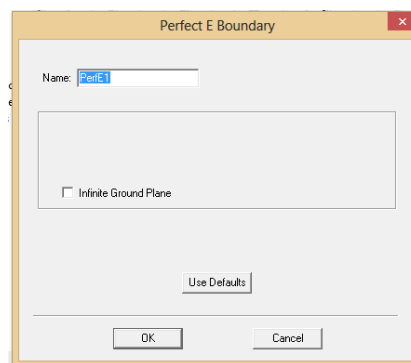 Perfect E Boundary
Name: PerfE1
Infinite Ground Plane
Use Defaults
OK Cancel